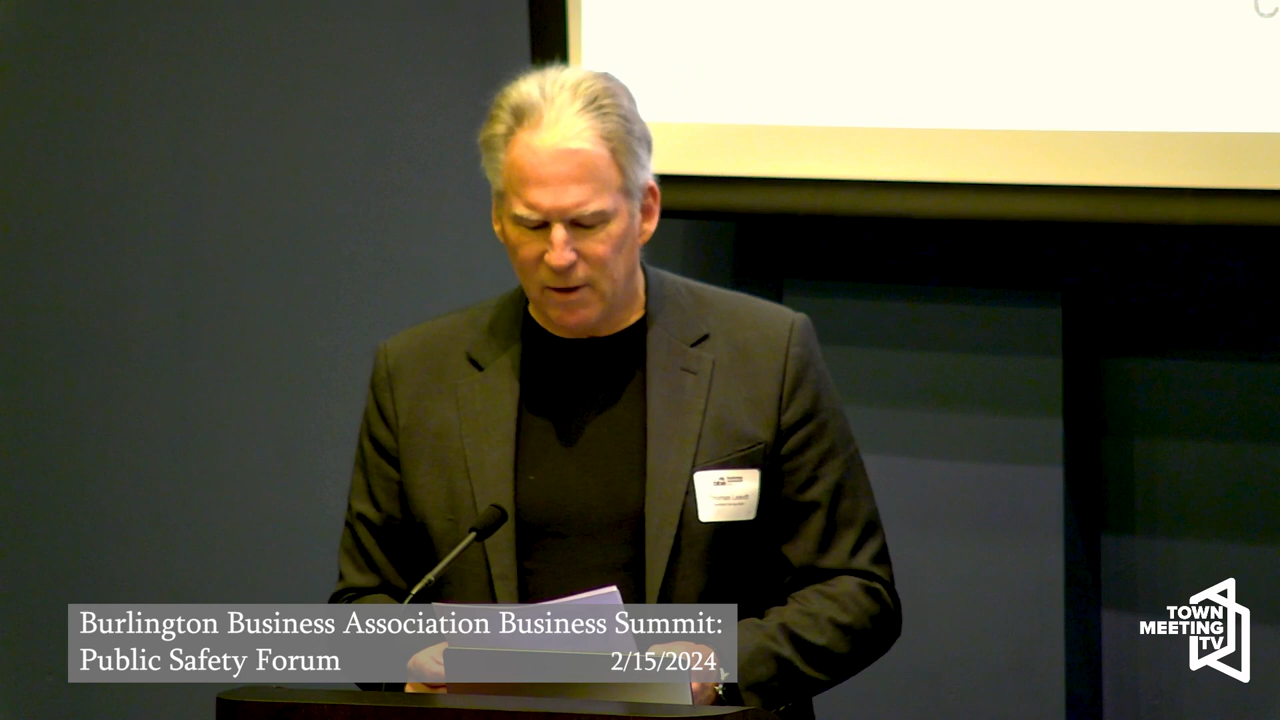 Burlington Business Association Business Summit:
Public Safety Forum 2/15/2024
TOWN
MEETING
TV